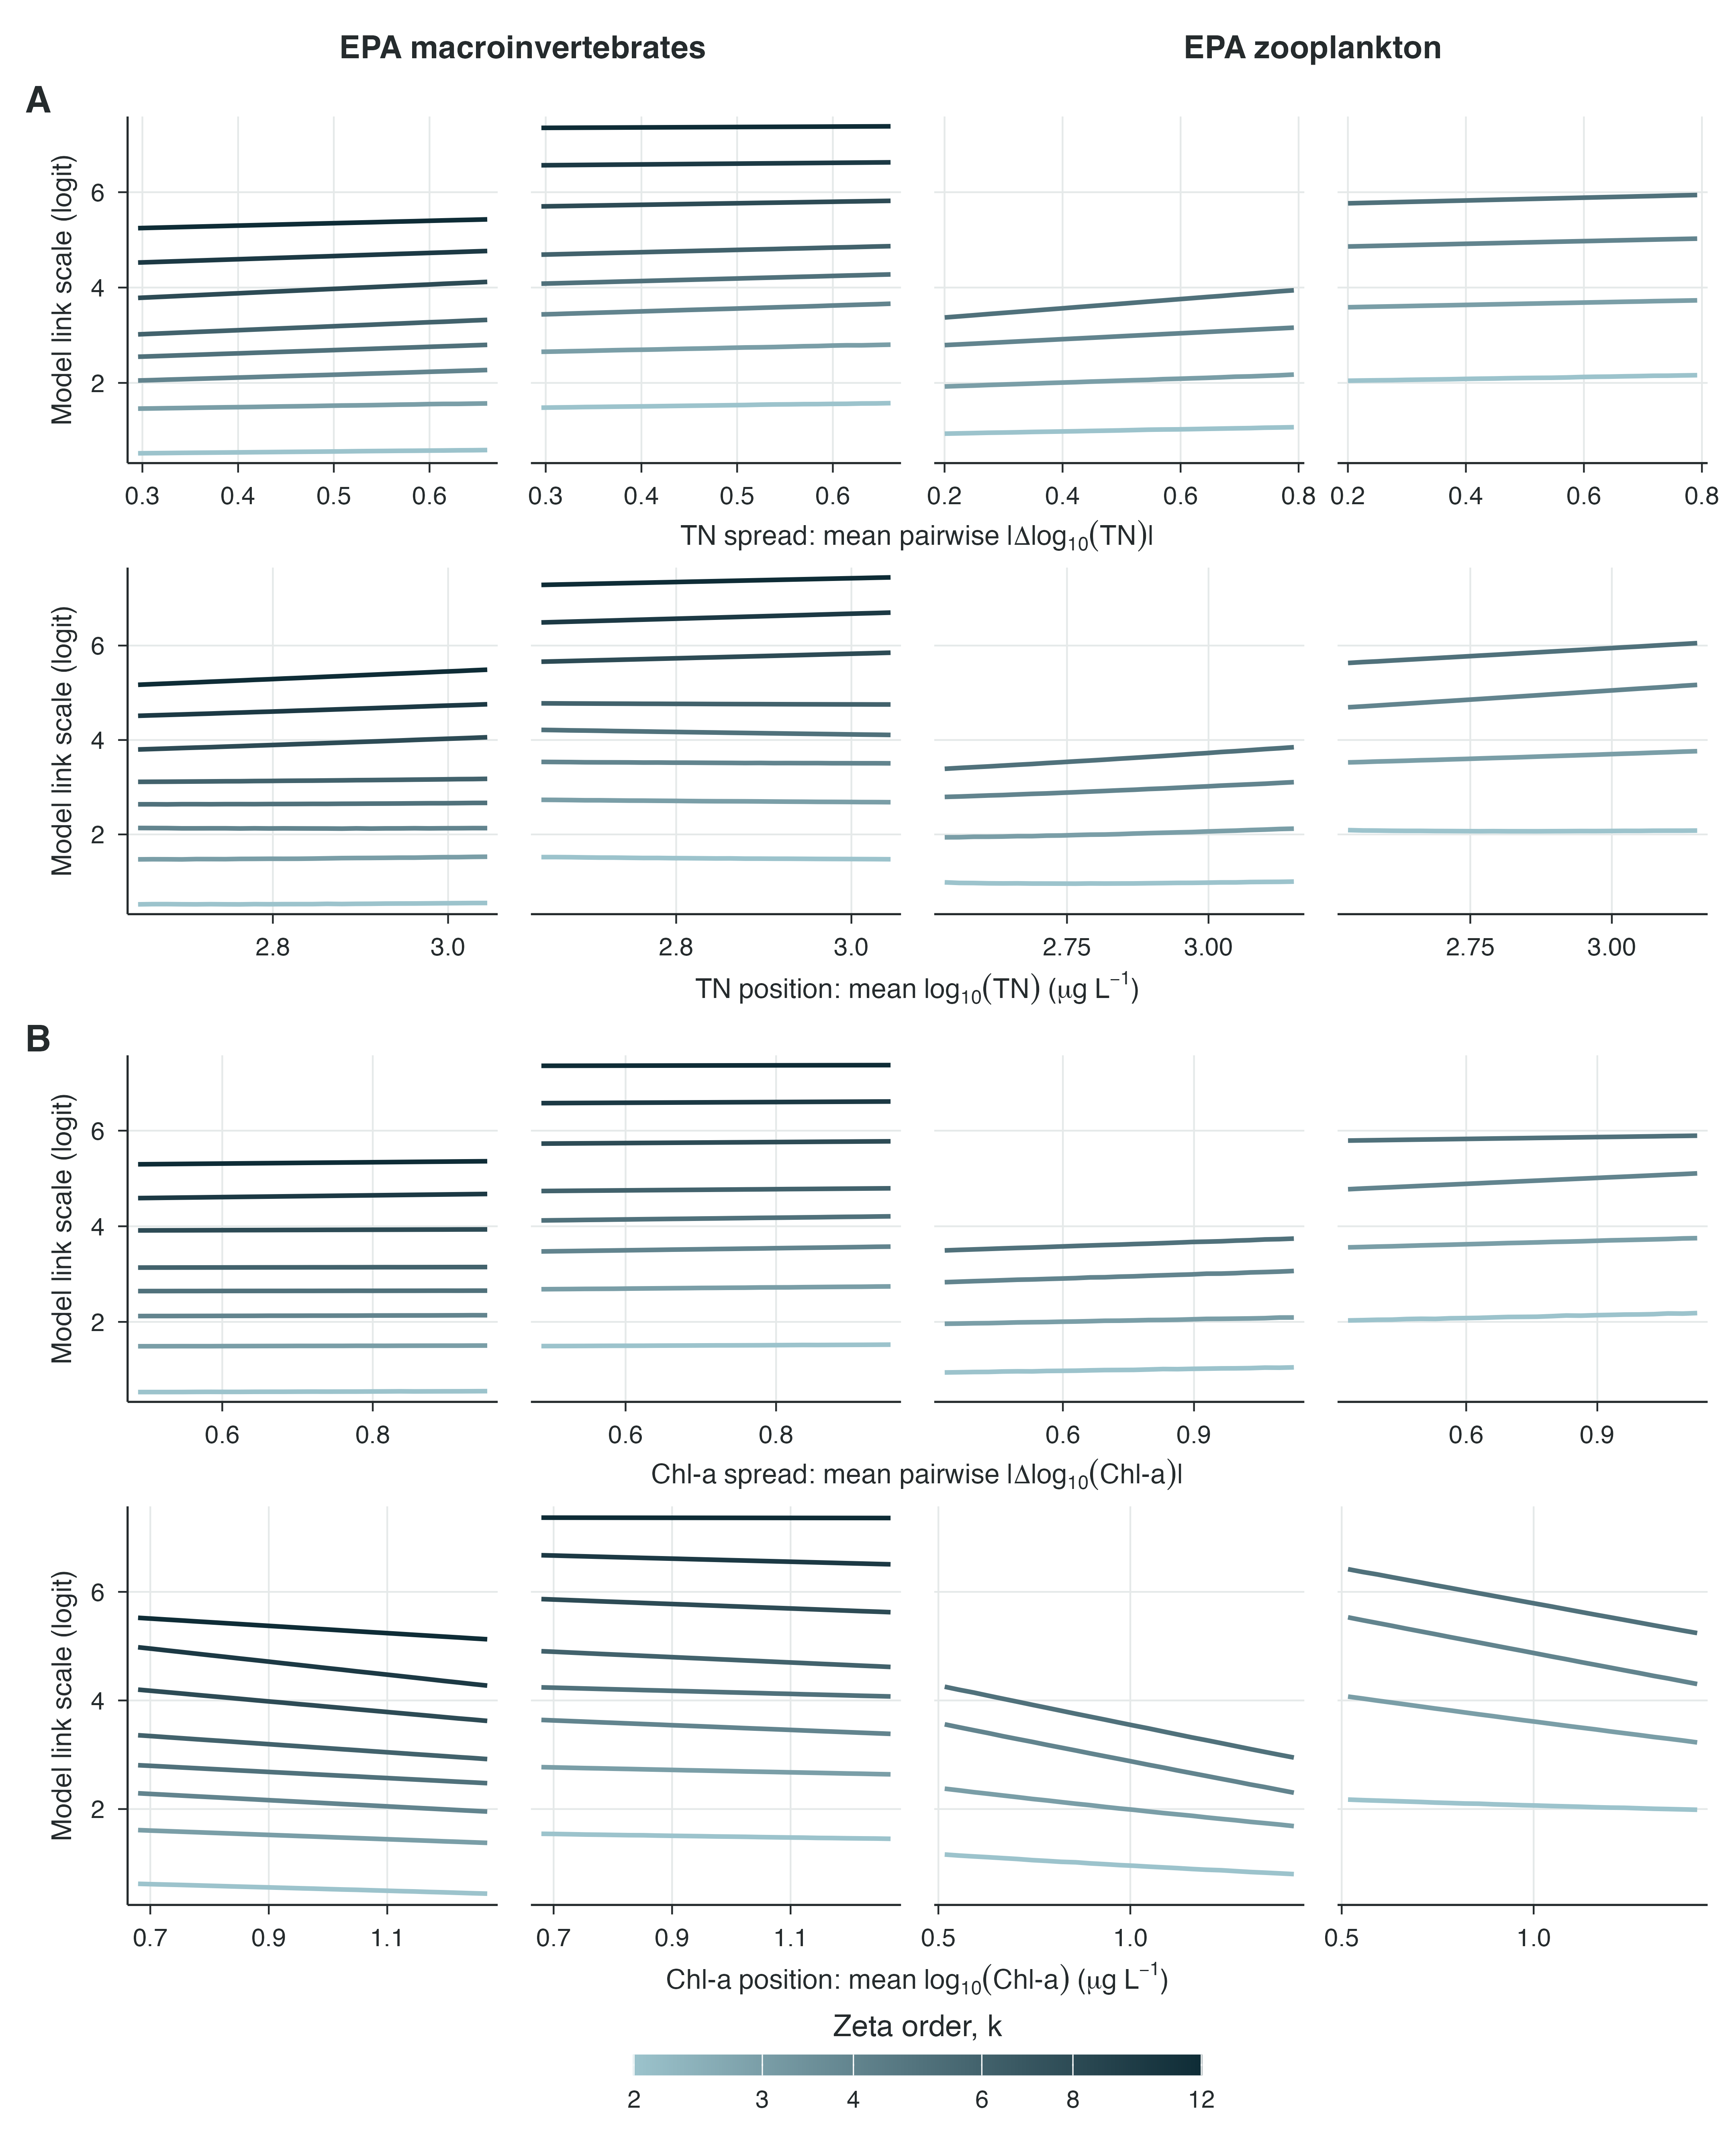 EPA macroinvertebrates EPA zooplankton
A
Model link scale (logit)
6
4
2
0.3 0.4 0.5 0.6 0.3 0.4 0.5 0.6 0.2 0.4 0.6 0.8 0.2 0.4 0.6 0.8
TN spread: mean pairwise |Δlog₁₀(TN)|
Model link scale (logit)
6
4
2
2.8 3.0 2.8 3.0 2.75 3.00 2.75 3.00
TN position: mean log₁₀(TN) (μg L⁻¹)
B
Model link scale (logit)
6
4
2
0.6 0.8 0.6 0.8 0.6 0.9 0.6 0.9
Chl-a spread: mean pairwise |Δlog₁₀(Chl-a)|
Model link scale (logit)
6
4
2
0.7 0.9 1.1 0.7 0.9 1.1 0.5 1.0 0.5 1.0
Chl-a position: mean log₁₀(Chl-a) (μg L⁻¹)
Zeta order, k
2 3 4 6 8 12